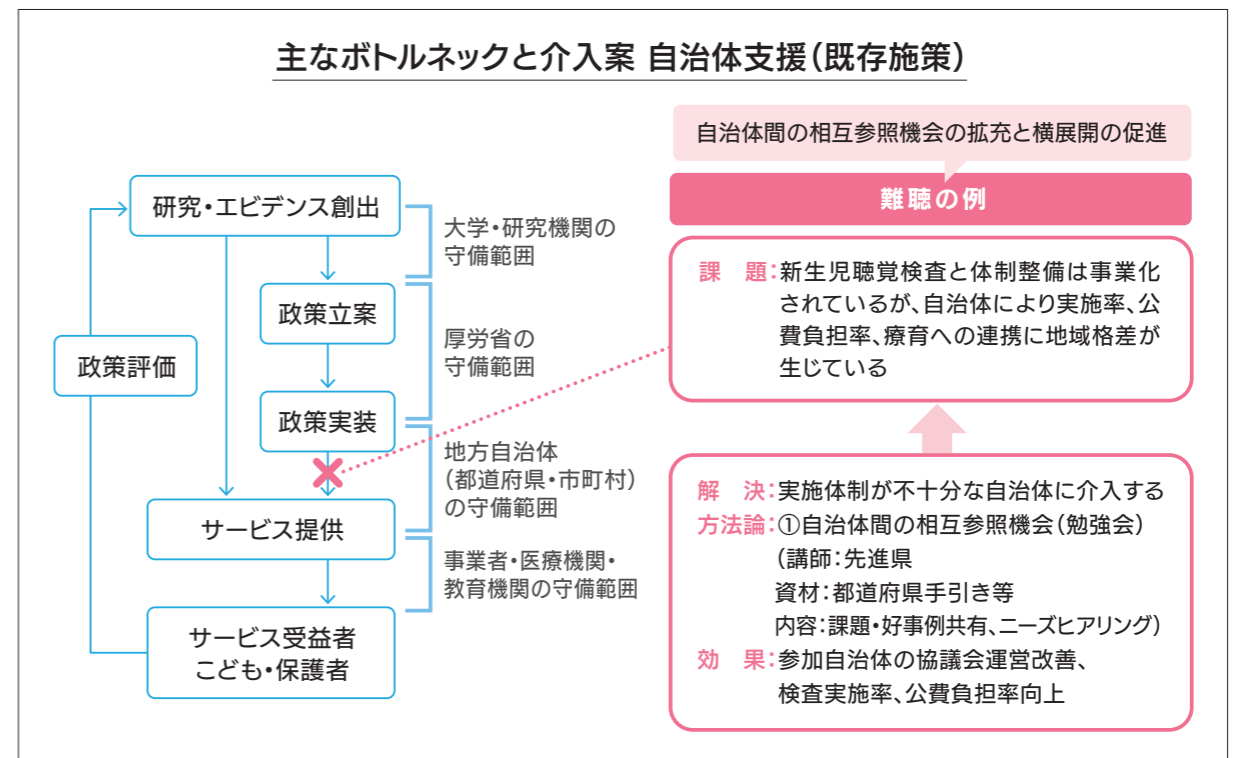 主なボトルネックと介入案 自治体支援(既存施策)
研究・エビデンス創出
政策立案
政策実装
サービス提供
サービス受益者
こども・保護者
政策評価
大学・研究機関の
守備範囲
厚労省の
守備範囲
地方自治体
(都道府県・市町村)
の守備範囲
事業者・医療機関・
教育機関の守備範囲
自治体間の相互参照機会の拡充と横展開の促進
難聴の例
課 題:新生児聴覚検査と体制整備は事業化
されているが、自治体により実施率、公
費負担率、療育への連携に地域格差が
生じている
解 決:実施体制が不十分な自治体に介入する
方法論:①自治体間の相互参照機会(勉強会)
(講師:先進県
資材:都道府県手引き等
内容:課題・好事例共有、ニーズヒアリング)
効 果:参加自治体の協議会運営改善、
検査実施率、公費負担率向上